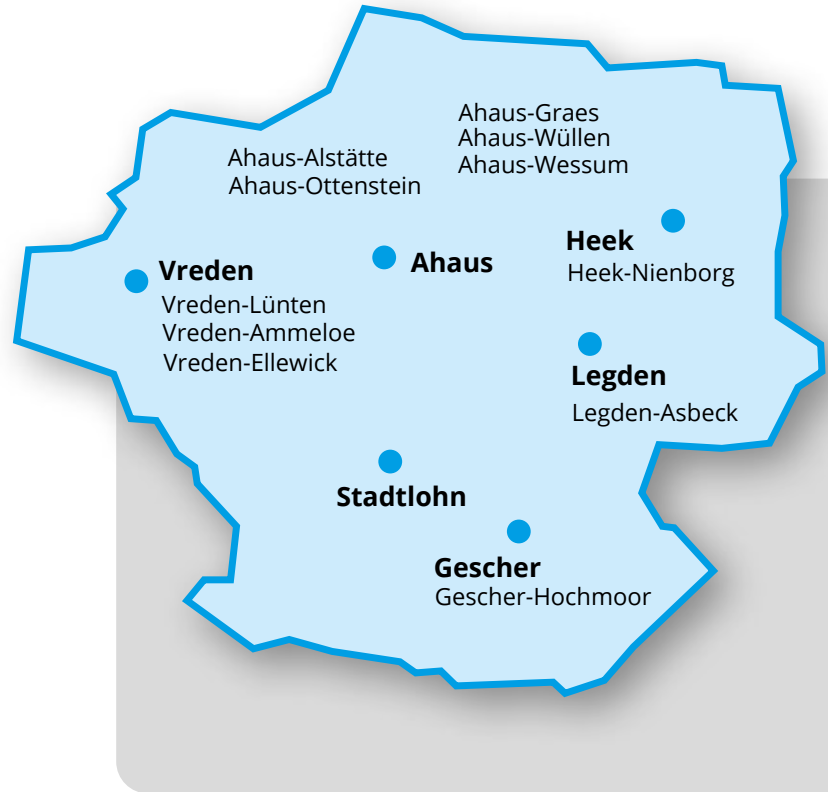 Ahaus-Graes
Ahaus-Wüllen
Ahaus-Wessum
Ahaus-Alstätte
Ahaus-Ottenstein
Heek
Heek-Nienborg
Ahaus
Vreden
Vreden-Lünten
Vreden-Ammeloe
Vreden-Ellewick
Legden
Legden-Asbeck
Stadtlohn
Gescher
Gescher-Hochmoor